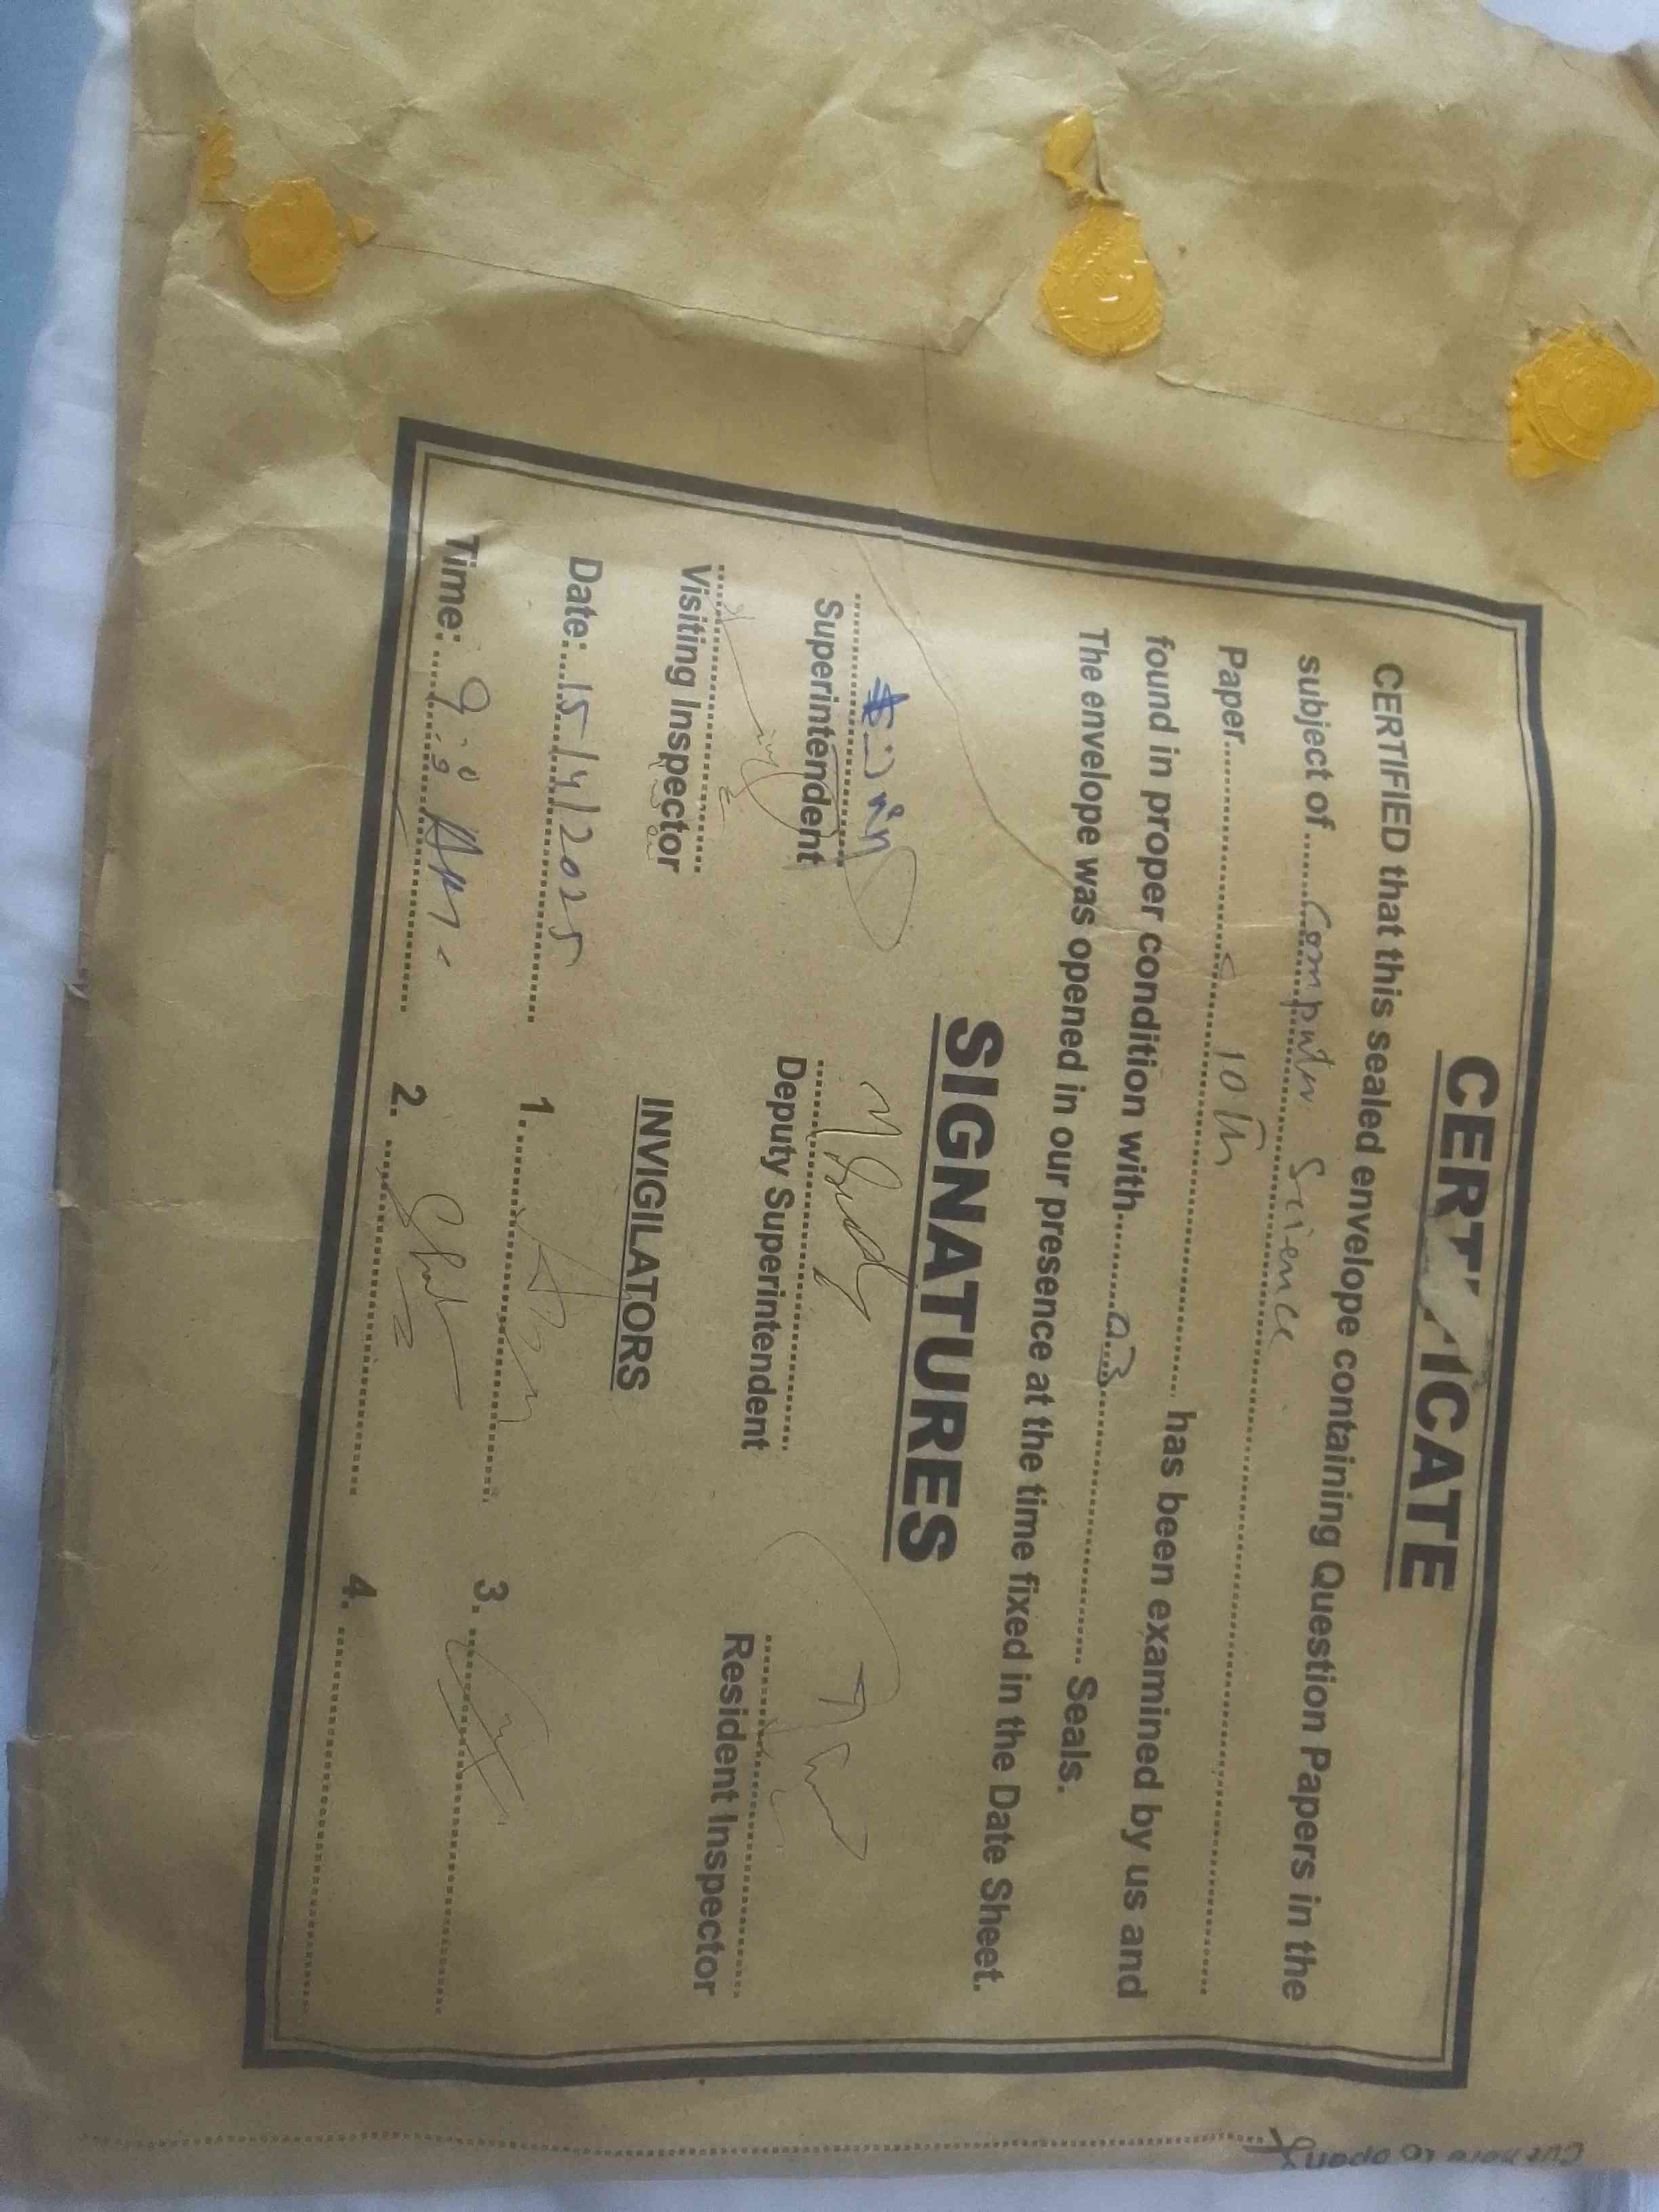 CERTIFICATE
CERTIFIED that this sealed envelope containing Question Papers in the
subject of ...... Computer Science
Paper.................. 10th
has been examined by us and
found in proper condition with.......03........ Seals.
The envelope was opened in our presence at the time fixed in the Date Sheet.
SIGNATURES
Superintendent
Deputy Superintendent
Resident Inspector
Visiting Inspector
INVIGILATORS
Date: 15/4/2025
1.
3.
Time: 9:00 AM
2.
4.
Cut here to open